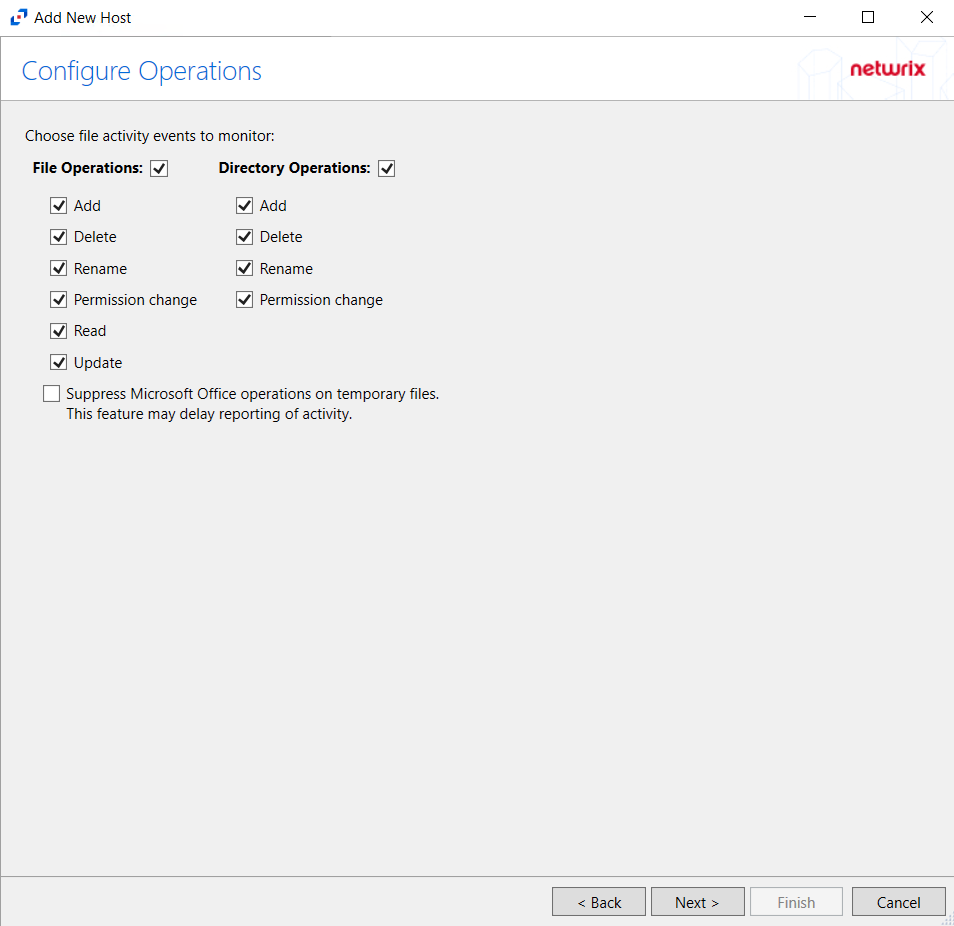 Add New Host
Configure Operations
netwrix
Choose file activity events to monitor:
File Operations: Directory Operations:
Add Add
Delete Delete
Rename Rename
Permission change Permission change
Read
Update
Suppress Microsoft Office operations on temporary files.
This feature may delay reporting of activity.
< Back Next > Finish Cancel